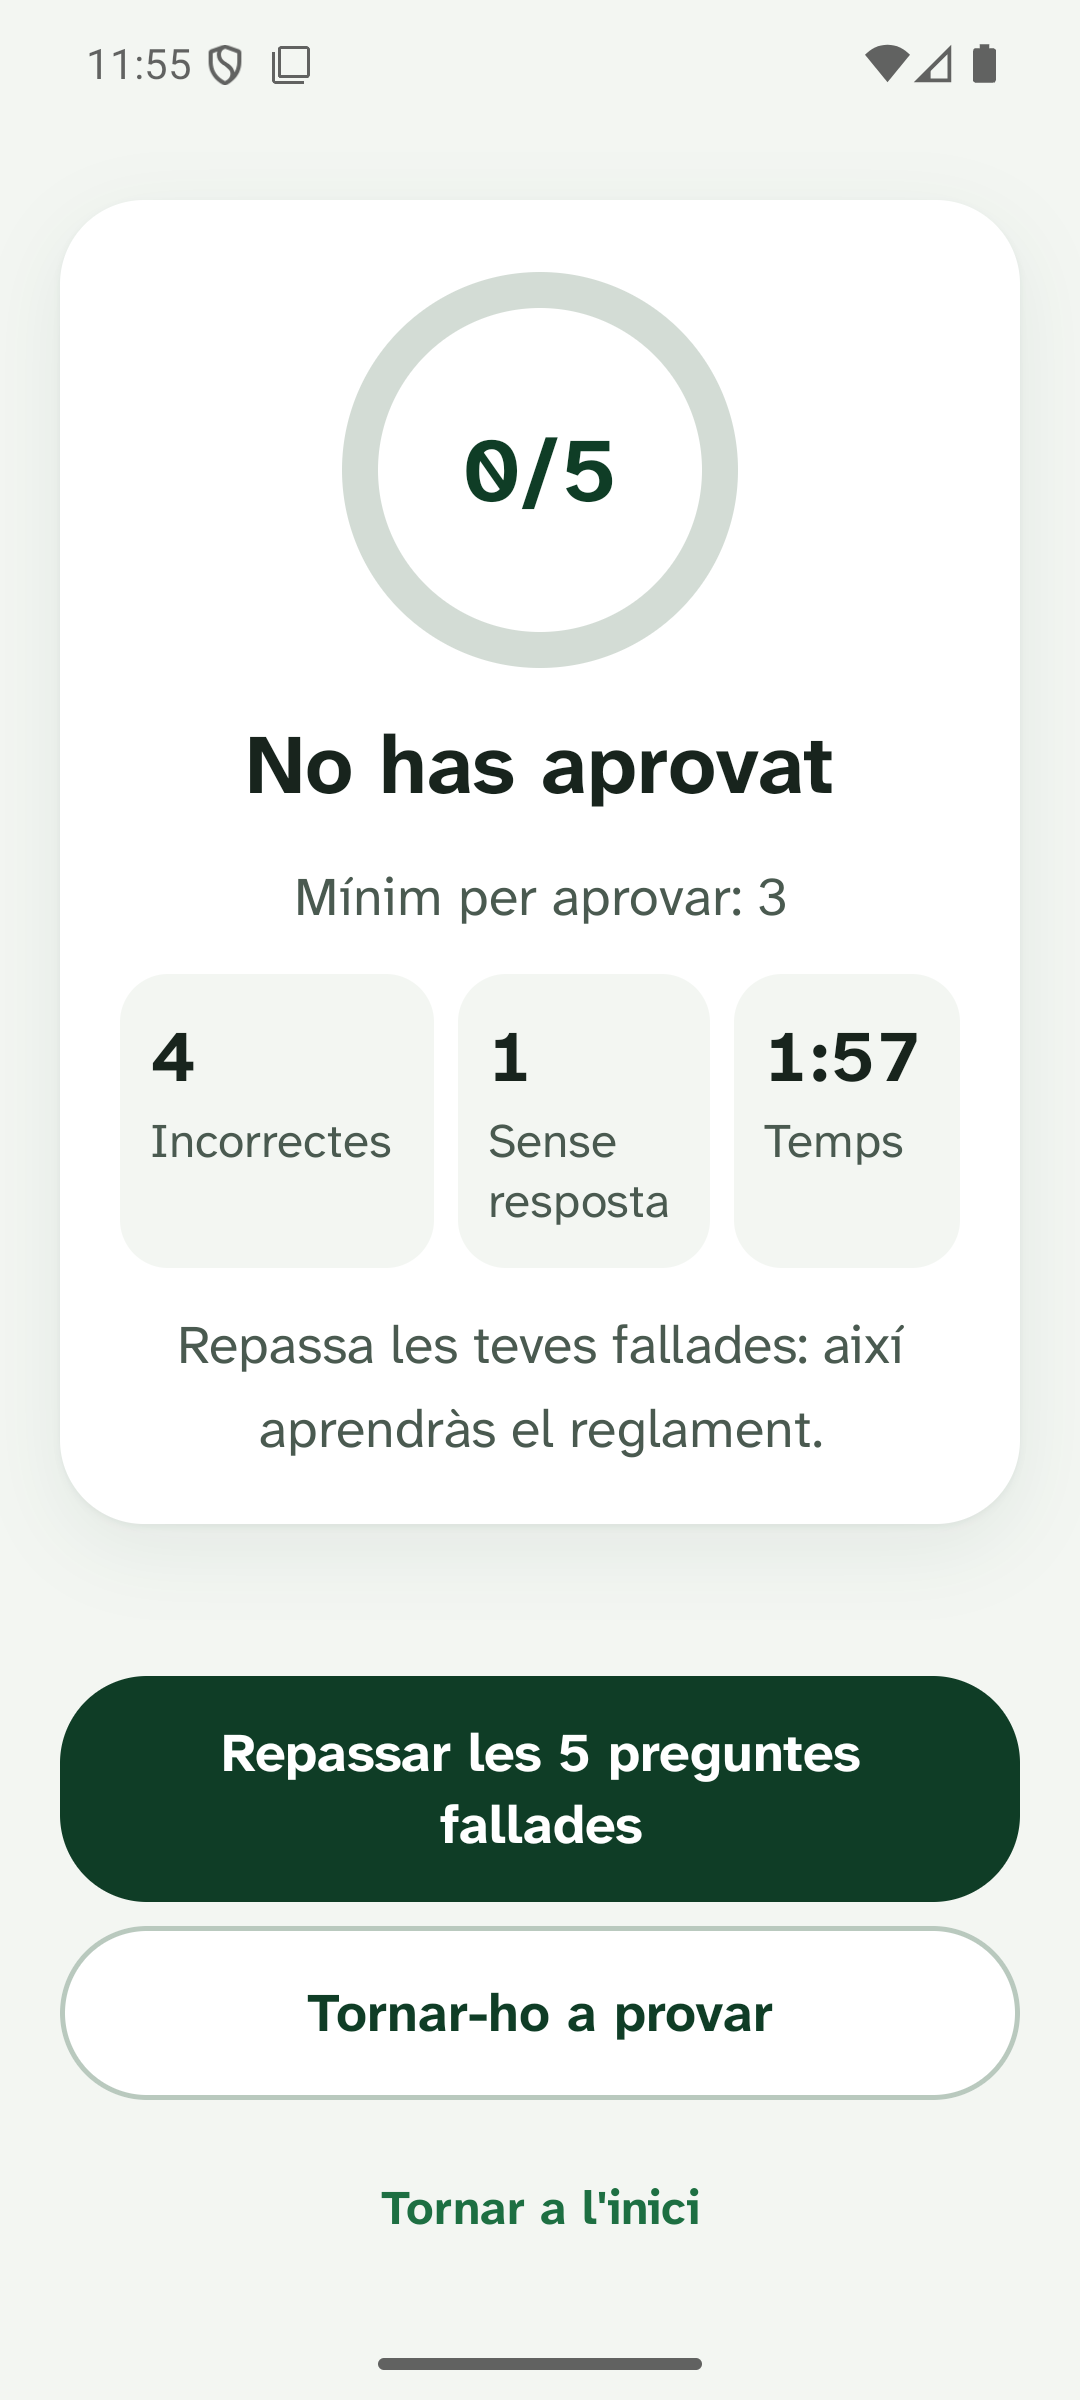 11:55
0/5
No has aprovat
Mínim per aprovar: 3
4
Incorrectes
1
Sense
resposta
1:57
Temps
Repassa les teves fallades: així
aprendràs el reglament.
Repassar les 5 preguntes
fallades
Tornar-ho a provar
Tornar a l'inici